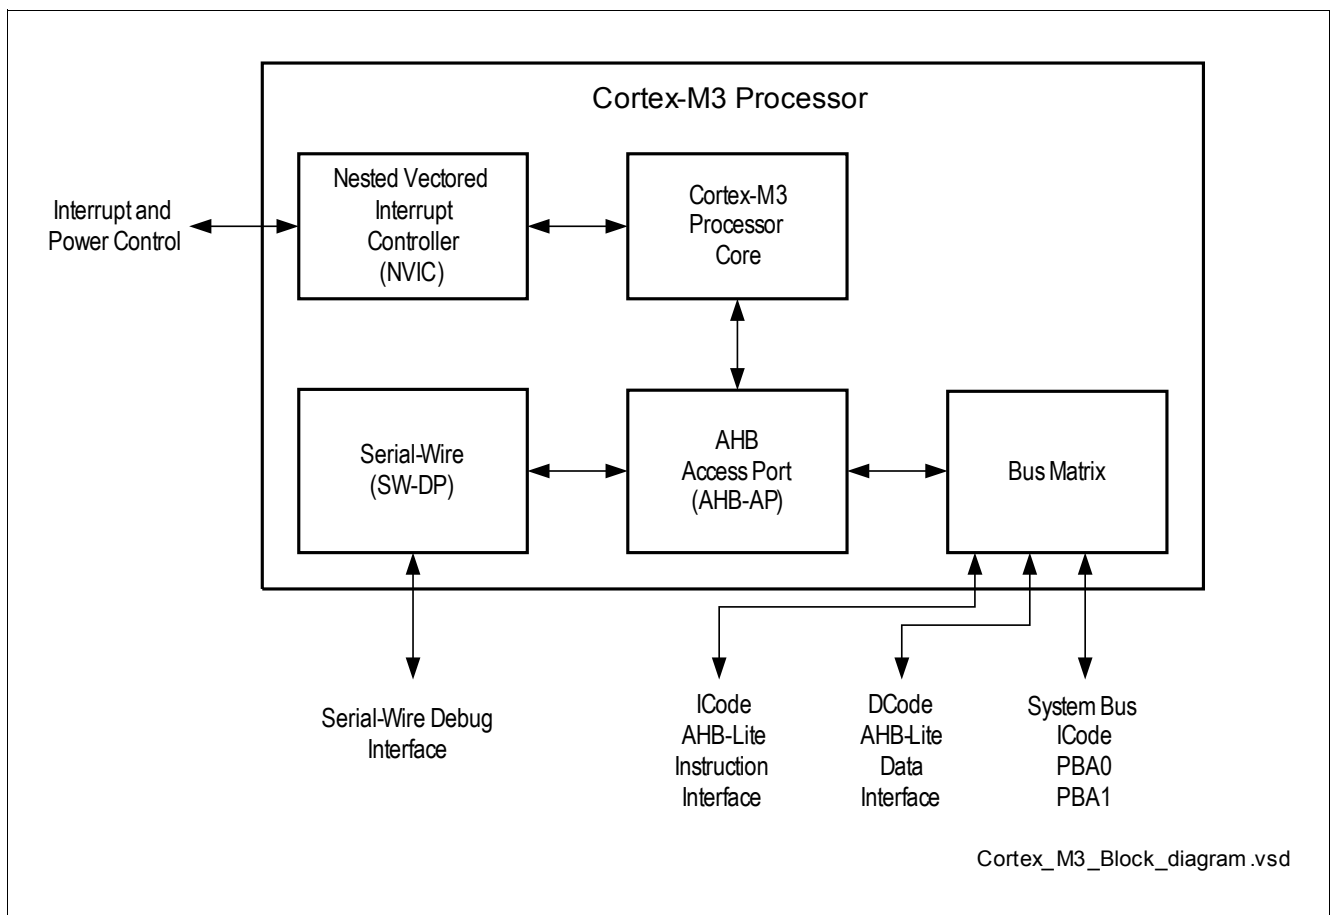 Cortex-M3 Processor
Nested Vectored
Interrupt
Controller
(NVIC)
Cortex-M3
Processor
Core
Interrupt and
Power Control
Serial-Wire
(SW-DP)
AHB
Access Port
(AHB-AP)
Bus Matrix
Serial-Wire Debug
Interface
ICode
AHB-Lite
Instruction
Interface
DCode
AHB-Lite
Data
Interface
System Bus
ICode
PBA0
PBA1
Cortex_M3_Block_diagram.vsd